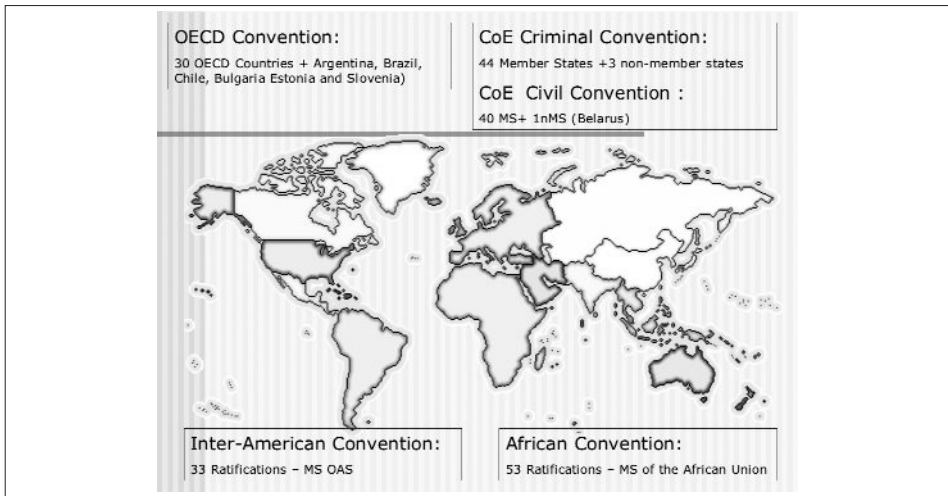 OECD Convention:
30 OECD Countries + Argentina, Brazil,
Chile, Bulgaria Estonia and Slovenia)
CoE Criminal Convention:
44 Member States +3 non-member states
CoE Civil Convention :
40 MS+ 1nMS (Belarus)
Inter-American Convention:
33 Ratifications – MS OAS
African Convention:
53 Ratifications – MS of the African Union